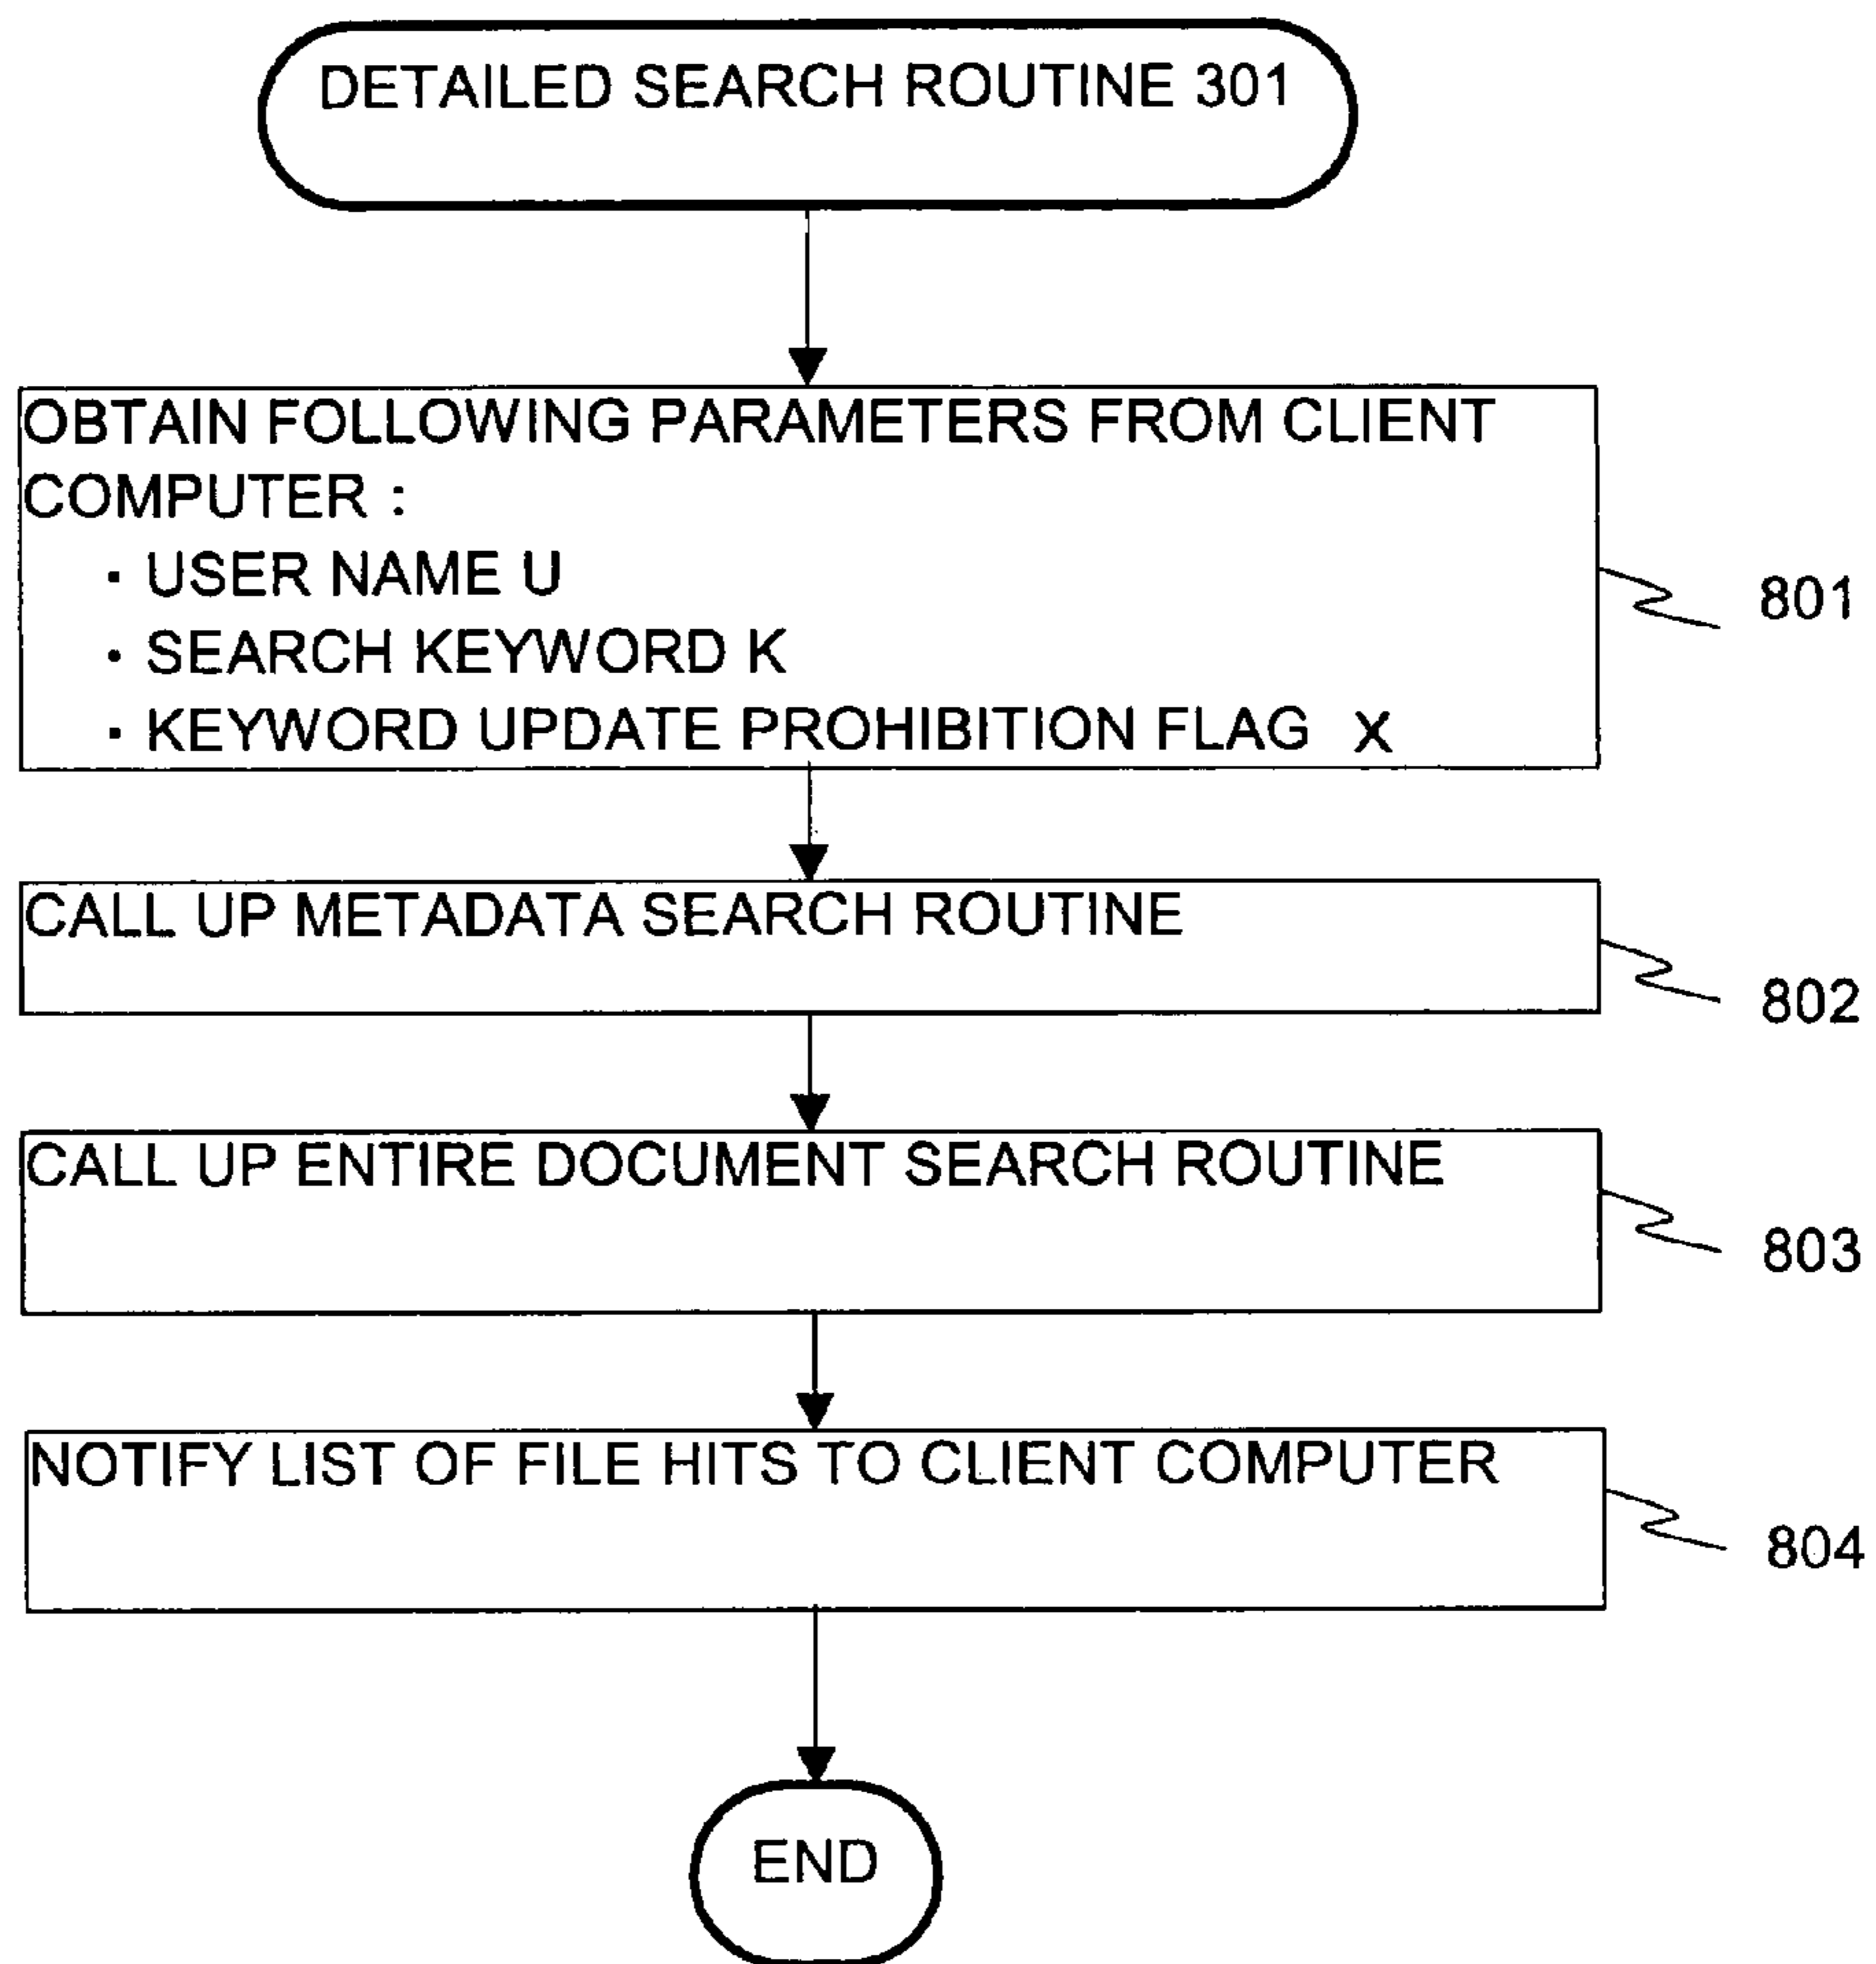 DETAILED SEARCH ROUTINE 301
OBTAIN FOLLOWING PARAMETERS FROM CLIENT
COMPUTER :
・USER NAME U
・SEARCH KEYWORD K
・KEYWORD UPDATE PROHIBITION FLAG X
801
CALL UP METADATA SEARCH ROUTINE
802
CALL UP ENTIRE DOCUMENT SEARCH ROUTINE
803
NOTIFY LIST OF FILE HITS TO CLIENT COMPUTER
804
END